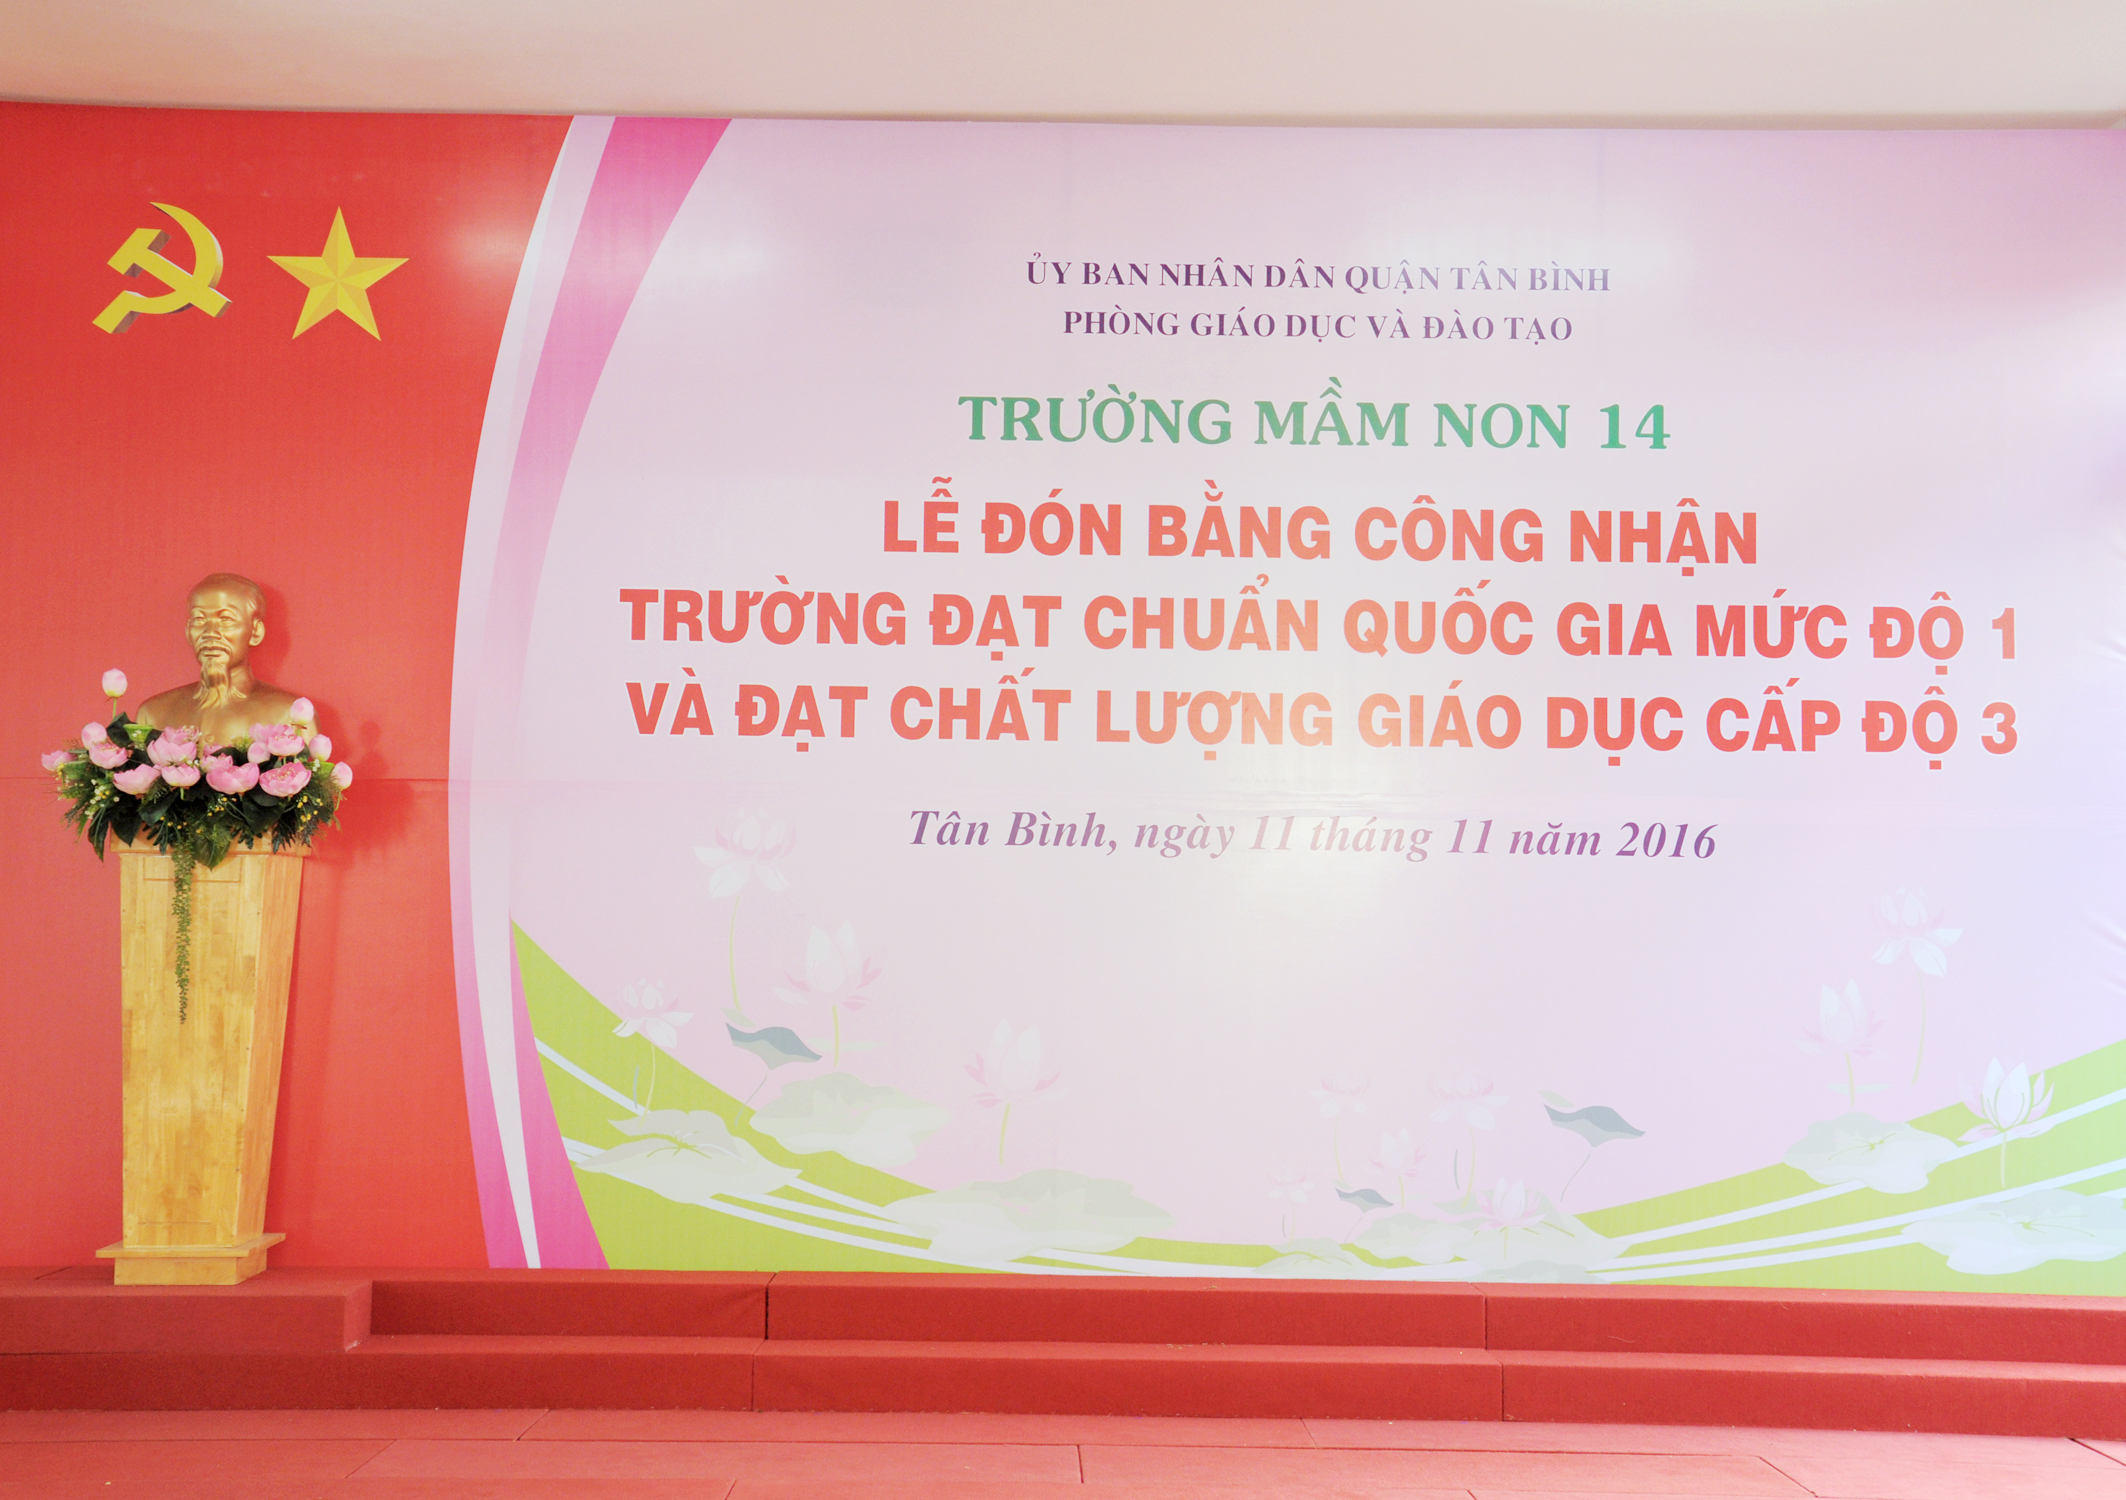 ỦY BAN NHÂN DÂN QUẬN TÂN BÌNH
PHÒNG GIÁO DỤC VÀ ĐÀO TẠO
TRƯỜNG MẦM NON 14
LỄ ĐÓN BẰNG CÔNG NHẬN
TRƯỜNG ĐẠT CHUẨN QUỐC GIA MỨC ĐỘ 1
VÀ ĐẠT CHẤT LƯỢNG GIÁO DỤC CẤP ĐỘ 3
Tân Bình, ngày 11 tháng 11 năm 2016